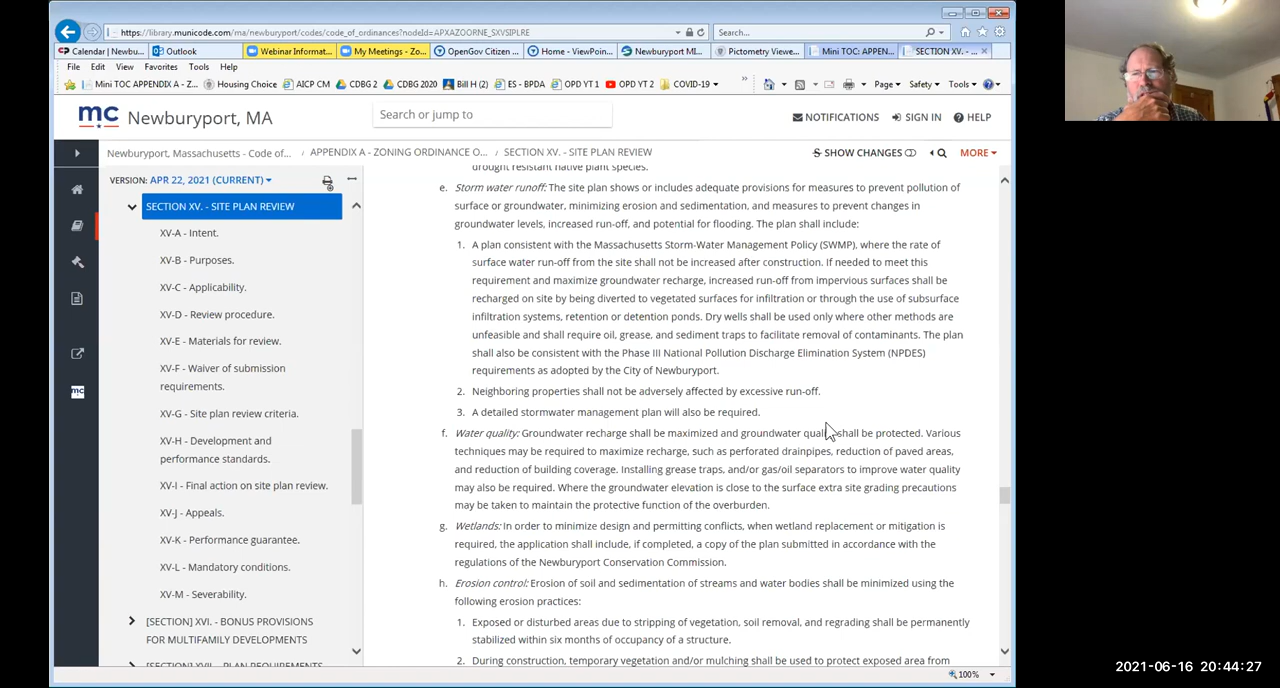 https://library.municode.com/ma/newburyport/codes/code_of_ordinances?nodeId=APXAZOORNE_SXVSIPLRE
Search...
Calendar | Newbu...
Outlook
Webinar Informat...
My Meetings - Zo...
OpenGov Citizen ...
Home - ViewPoin...
Newburyport MI...
Pictometry Viewe...
Mini TOC: APPEN...
SECTION XV. - ...
File Edit View Favorites Tools Help
Mini TOC APPENDIX A - Z...
Housing Choice
AICP CM
CDBG 2
CDBG 2020
Bill H (2)
ES - BPDA
OPD YT 1
OPD YT 2
COVID-19
Page
Safety
Tools
mc
Newburyport, MA
Search or jump to
NOTIFICATIONS
SIGN IN
HELP
Newburyport, Massachusetts - Code of...
/ APPENDIX A - ZONING ORDINANCE O...
/ SECTION XV. - SITE PLAN REVIEW
SHOW CHANGES
MORE
VERSION: APR 22, 2021 (CURRENT)
SECTION XV. - SITE PLAN REVIEW
XV-A - Intent.
XV-B - Purposes.
XV-C - Applicability.
XV-D - Review procedure.
XV-E - Materials for review.
XV-F - Waiver of submission
requirements.
XV-G - Site plan review criteria.
XV-H - Development and
performance standards.
XV-I - Final action on site plan review.
XV-J - Appeals.
XV-K - Performance guarantee.
XV-L - Mandatory conditions.
XV-M - Severability.
[SECTION] XVI. - BONUS PROVISIONS
FOR MULTIFAMILY DEVELOPMENTS
[SECTION] XVII. - PLAN REQUIREMENTS
mc
drought resistant native plant species.
e. Storm water runoff: The site plan shows or includes adequate provisions for measures to prevent pollution of
surface or groundwater, minimizing erosion and sedimentation, and measures to prevent changes in
groundwater levels, increased run-off, and potential for flooding. The plan shall include:
1. A plan consistent with the Massachusetts Storm-Water Management Policy (SWMP), where the rate of
surface water run-off from the site shall not be increased after construction. If needed to meet this
requirement and maximize groundwater recharge, increased run-off from impervious surfaces shall be
recharged on site by being diverted to vegetated surfaces for infiltration or through the use of subsurface
infiltration systems, retention or detention ponds. Dry wells shall be used only where other methods are
unfeasible and shall require oil, grease, and sediment traps to facilitate removal of contaminants. The plan
shall also be consistent with the Phase III National Pollution Discharge Elimination System (NPDES)
requirements as adopted by the City of Newburyport.
2. Neighboring properties shall not be adversely affected by excessive run-off.
3. A detailed stormwater management plan will also be required.
f. Water quality: Groundwater recharge shall be maximized and groundwater quality shall be protected. Various
techniques may be required to maximize recharge, such as perforated drainpipes, reduction of paved areas,
and reduction of building coverage. Installing grease traps, and/or gas/oil separators to improve water quality
may also be required. Where the groundwater elevation is close to the surface extra site grading precautions
may be taken to maintain the protective function of the overburden.
g. Wetlands: In order to minimize design and permitting conflicts, when wetland replacement or mitigation is
required, the application shall include, if completed, a copy of the plan submitted in accordance with the
regulations of the Newburyport Conservation Commission.
h. Erosion control: Erosion of soil and sedimentation of streams and water bodies shall be minimized using the
following erosion practices:
1. Exposed or disturbed areas due to stripping of vegetation, soil removal, and regrading shall be permanently
stabilized within six months of occupancy of a structure.
2. During construction, temporary vegetation and/or mulching shall be used to protect exposed area from
100%
2021-06-16 20:44:27